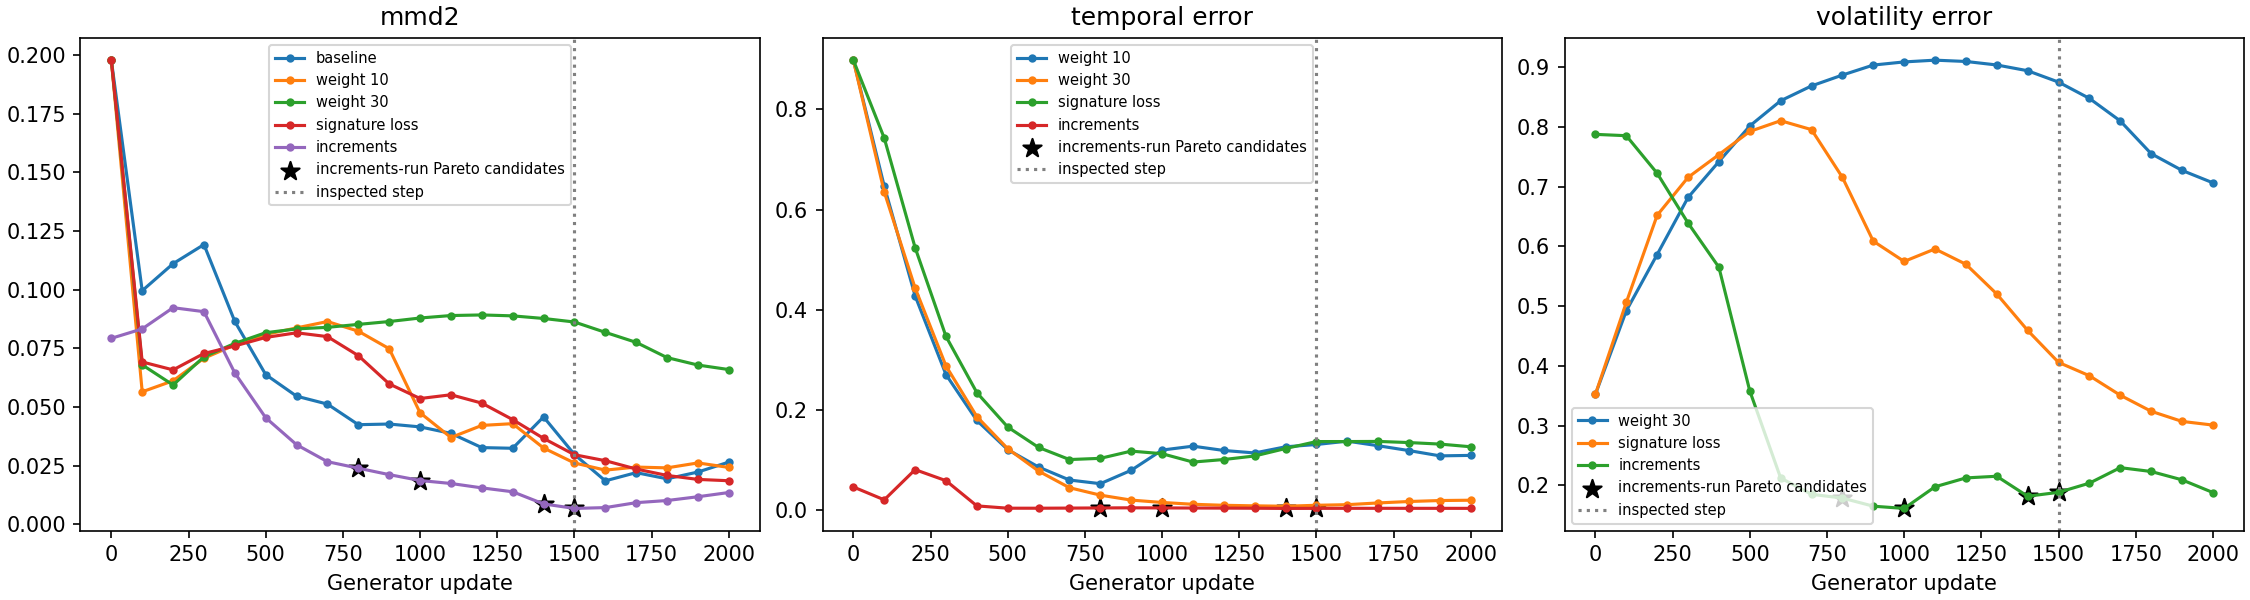 mmd2
0.200
0.175
0.150
0.125
0.100
0.075
0.050
0.025
0.000
baseline
weight 10
weight 30
signature loss
increments
increments-run Pareto candidates
inspected step
0 250 500 750 1000 1250 1500 1750 2000
Generator update
temporal error
0.8
0.6
0.4
0.2
0.0
weight 10
weight 30
signature loss
increments
increments-run Pareto candidates
inspected step
0 250 500 750 1000 1250 1500 1750 2000
Generator update
volatility error
0.9
0.8
0.7
0.6
0.5
0.4
0.3
0.2
weight 30
signature loss
increments
increments-run Pareto candidates
inspected step
0 250 500 750 1000 1250 1500 1750 2000
Generator update